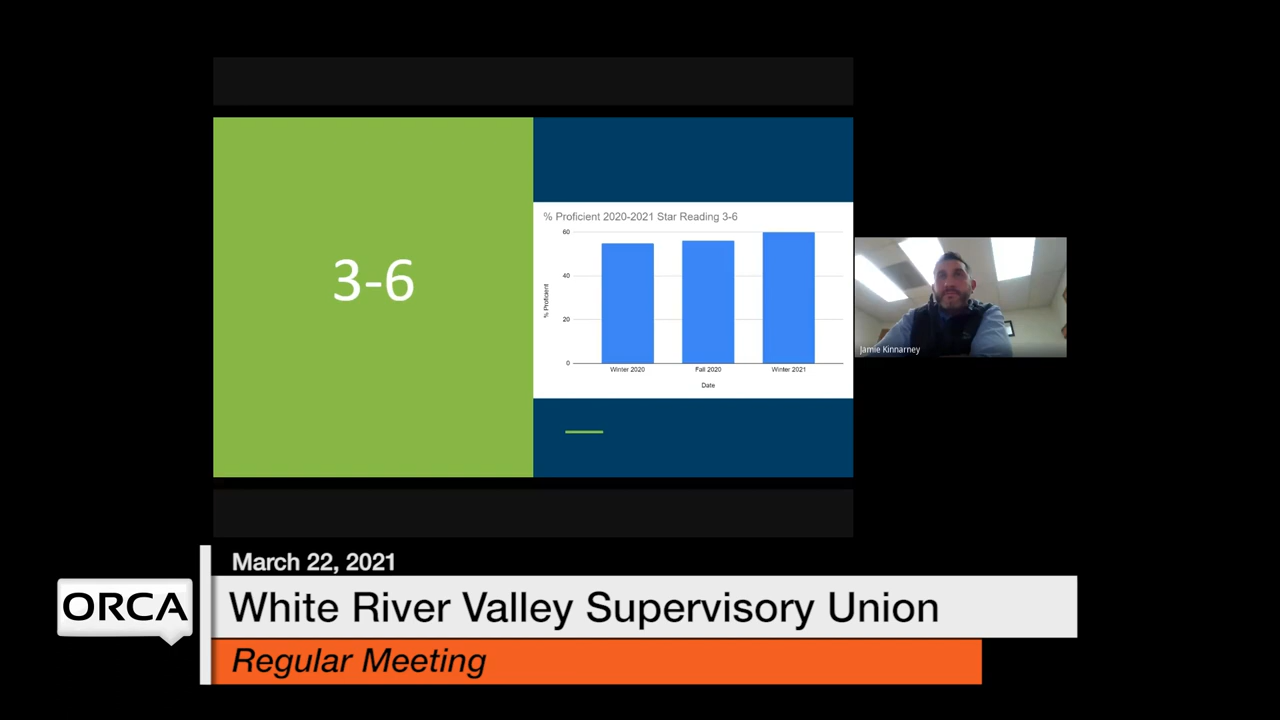 3-6
% Proficient 2020-2021 Star Reading 3-6
60
40
20
0
% Proficient
Winter 2020
Fall 2020
Winter 2021
Date
Jamie Kinnarney
March 22, 2021
ORCA
White River Valley Supervisory Union
Regular Meeting